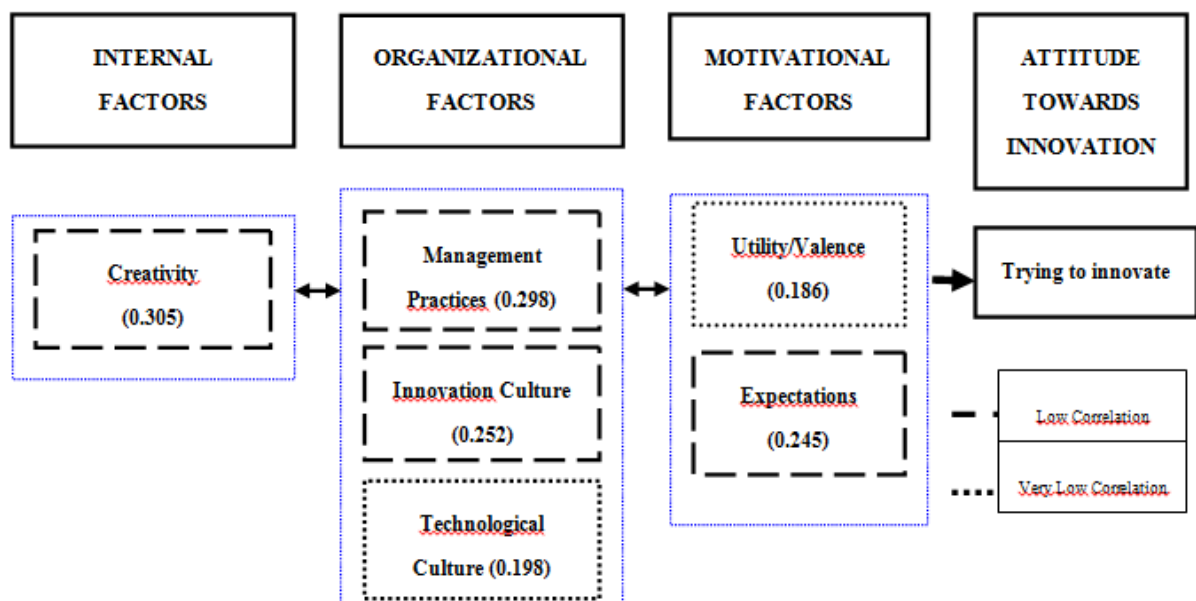 INTERNAL
FACTORS
ORGANIZATIONAL
FACTORS
MOTIVATIONAL
FACTORS
ATTITUDE
TOWARDS
INNOVATION
Creativity
(0.305)
Management
Practices (0.298)
Innovation Culture
(0.252)
Technological
Culture (0.198)
Utility/Valence
(0.186)
Expectations
(0.245)
Trying to innovate
Low Correlation
Very Low Correlation